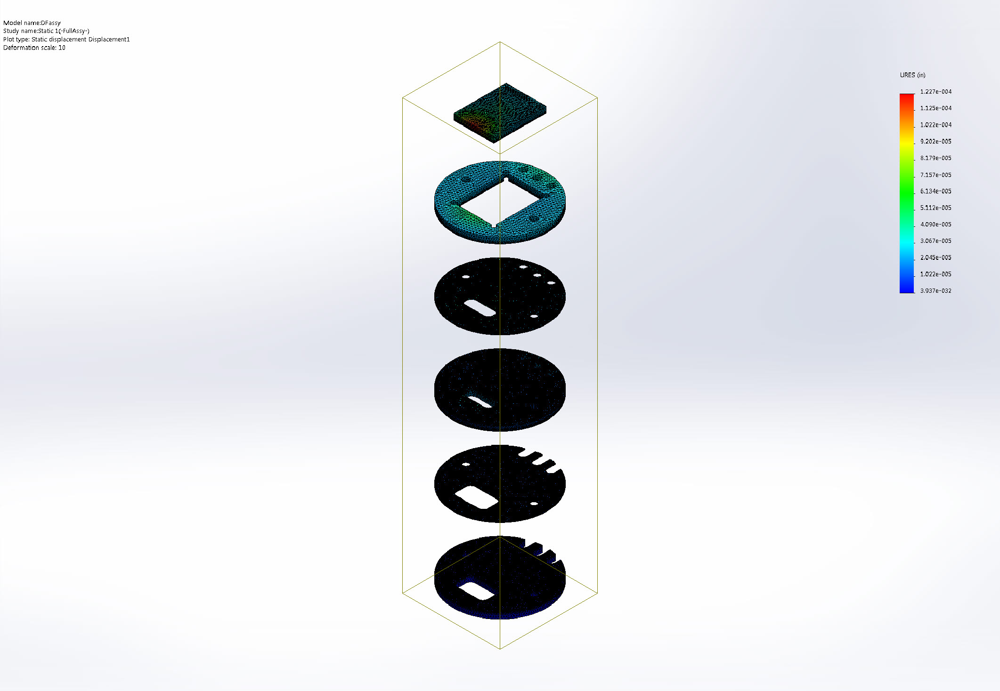 Model name:DFassy
Study name:Static 1(-FullAssy-)
Plot type: Static displacement Displacement1
Deformation scale: 10
URES (in)
1.227e-004
1.125e-004
1.022e-004
9.202e-005
8.179e-005
7.157e-005
6.134e-005
5.112e-005
4.090e-005
3.067e-005
2.045e-005
1.022e-005
3.937e-032